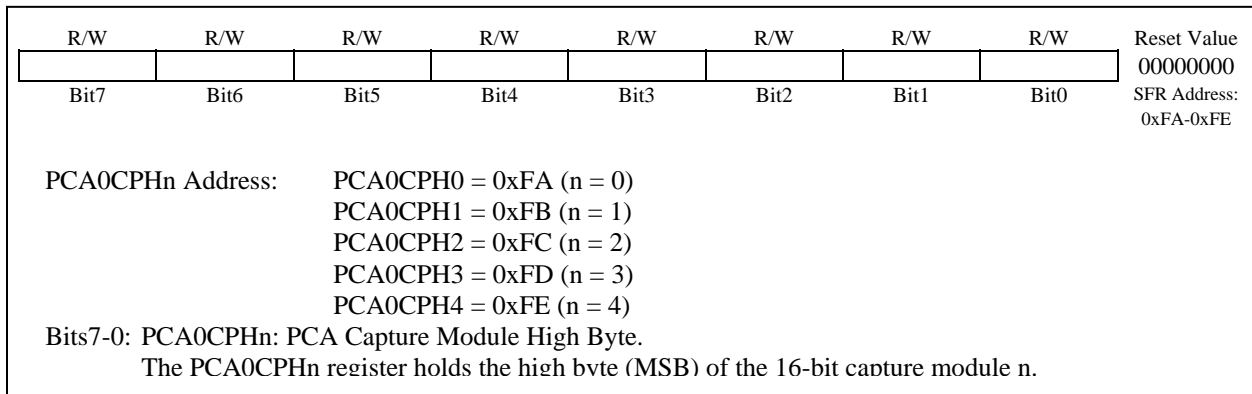 R/W R/W R/W R/W R/W R/W R/W R/W Reset Value
00000000
Bit7 Bit6 Bit5 Bit4 Bit3 Bit2 Bit1 Bit0 SFR Address:
0xFA-0xFE
PCA0CPHn Address: PCA0CPH0 = 0xFA (n = 0)
PCA0CPH1 = 0xFB (n = 1)
PCA0CPH2 = 0xFC (n = 2)
PCA0CPH3 = 0xFD (n = 3)
PCA0CPH4 = 0xFE (n = 4)
Bits7-0: PCA0CPHn: PCA Capture Module High Byte.
The PCA0CPHn register holds the high byte (MSB) of the 16-bit capture module n.